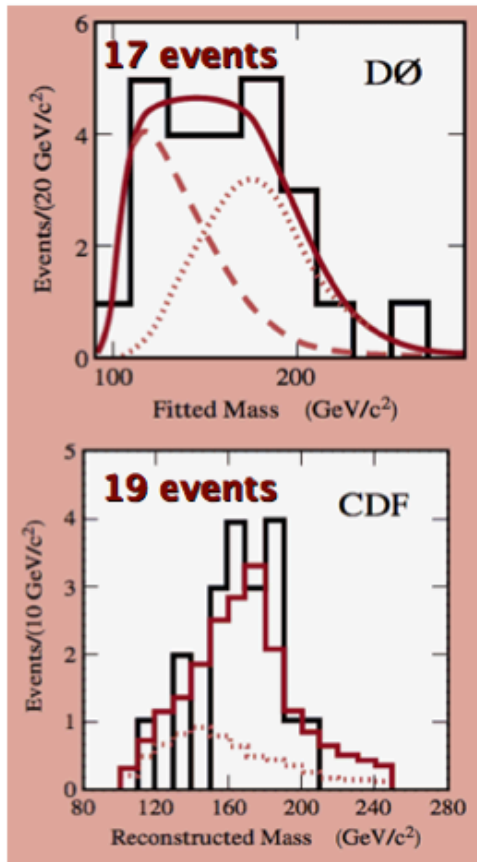 6
17 events
DØ
4
2
0
Events/(20 GeV/c²)
100
200
Fitted Mass (GeV/c²)
5
19 events
CDF
4
3
2
1
0
Events/(10 GeV/c²)
80 120 160 200 240 280
Reconstructed Mass (GeV/c²)